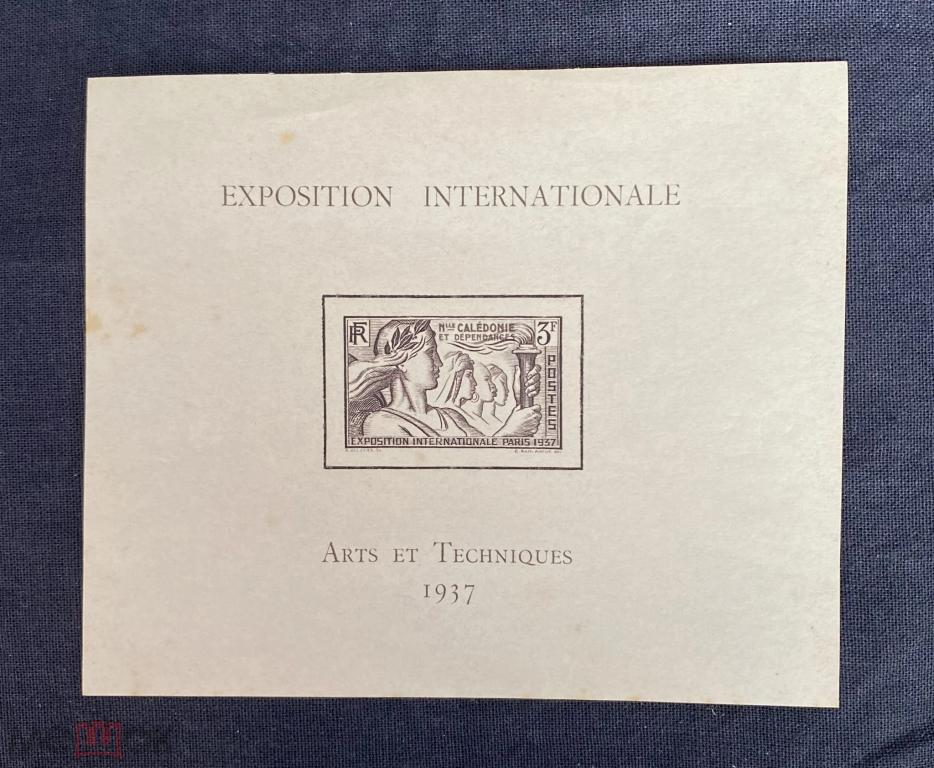 EXPOSITION INTERNATIONALE
RF
Nlle CALÉDONIE
ET DÉPENDANCES
3F
POSTES
EXPOSITION INTERNATIONALE PARIS 1937
ARTS ET TECHNIQUES
1937